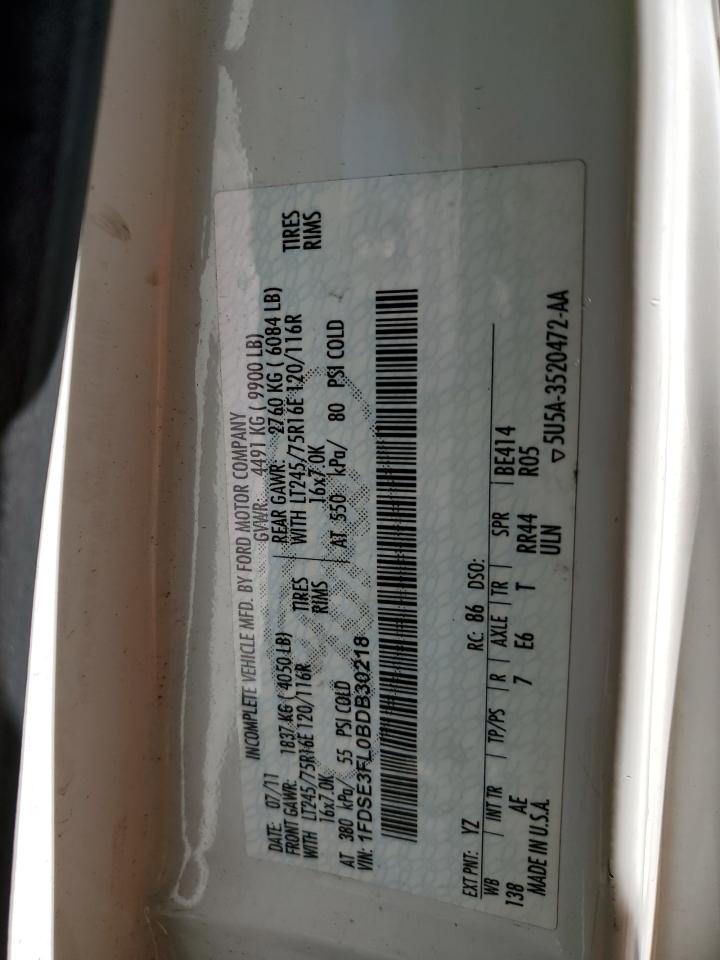 INCOMPLETE VEHICLE MFD. BY FORD MOTOR COMPANY
DATE: 07/11 GVWR: 4491 KG ( 9900 LB)
FRONT GAWR: 1837 KG ( 4050 LB) REAR GAWR: 2760 KG ( 6084 LB)
WITH LT245/75R16E 120/116R TIRES WITH LT245/75R16E 120/116R TIRES
16x7.0K RIMS 16x7.0K RIMS
AT 380 kPa/ 55 PSI COLD AT 550 kPa/ 80 PSI COLD
VIN: 1FDSE3FL0BDB30218
EXT PNT: YZ RC: 86 DSO:
WB | INT TR | TP/PS | R | AXLE | TR | SPR | BE414
138 AE 7 E6 T RR44 R05
MADE IN U.S.A. ULN
▽5U5A-3520472-AA